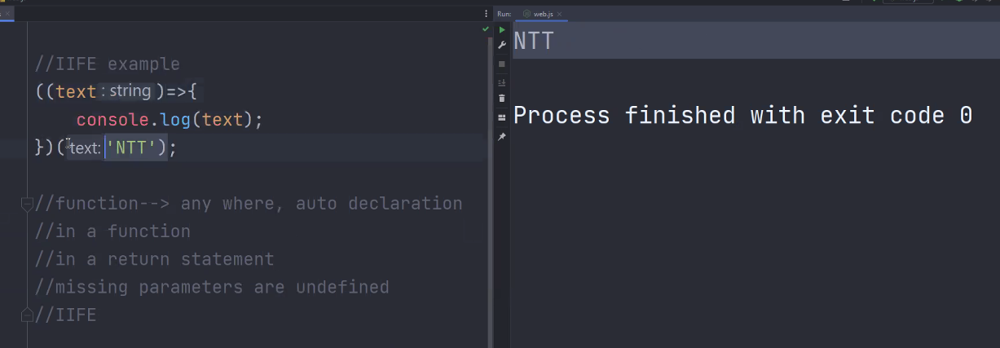 Run: web.js
//IIFE example
((text : string )=>{
console.log(text);
})( text: 'NTT');
//function--> any where, auto declaration
//in a function
//in a return statement
//missing parameters are undefined
//IIFE
NTT
Process finished with exit code 0